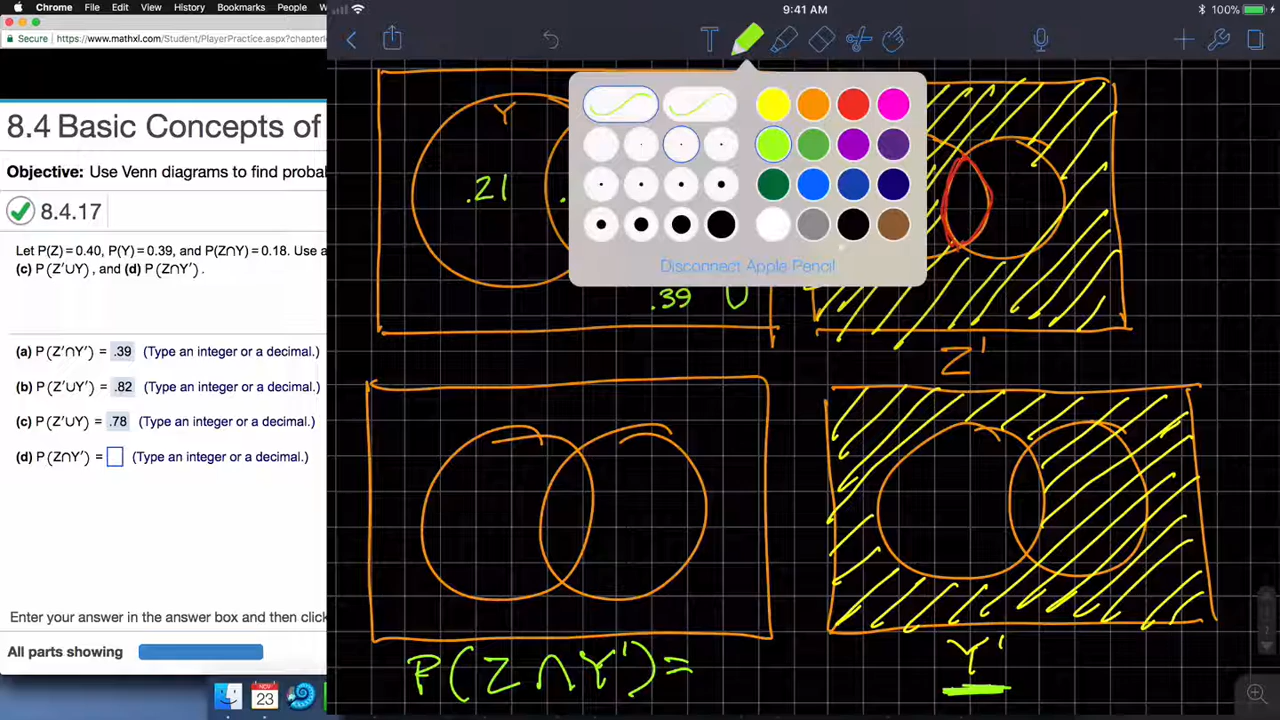 Chrome File Edit View History Bookmarks People
9:41 AM
100%
Secure https://www.mathxl.com/Student/PlayerPractice.aspx?chapterI
T
8.4 Basic Concepts of
Objective: Use Venn diagrams to find proba
8.4.17
Let P(Z) = 0.40, P(Y) = 0.39, and P(Z∩Y) = 0.18. Use a
(c) P(Z'∪Y), and (d) P(Z∩Y').
(a) P(Z'∩Y') = .39 (Type an integer or a decimal.)
(b) P(Z'∪Y') = .82 (Type an integer or a decimal.)
(c) P(Z'∪Y) = .78 (Type an integer or a decimal.)
(d) P(Z∩Y') = (Type an integer or a decimal.)
Enter your answer in the answer box and then click
All parts showing
NOV
23
Y
.21
Disconnect Apple Pencil
.39 U
Z'
P(Z∩Y')=
Y'